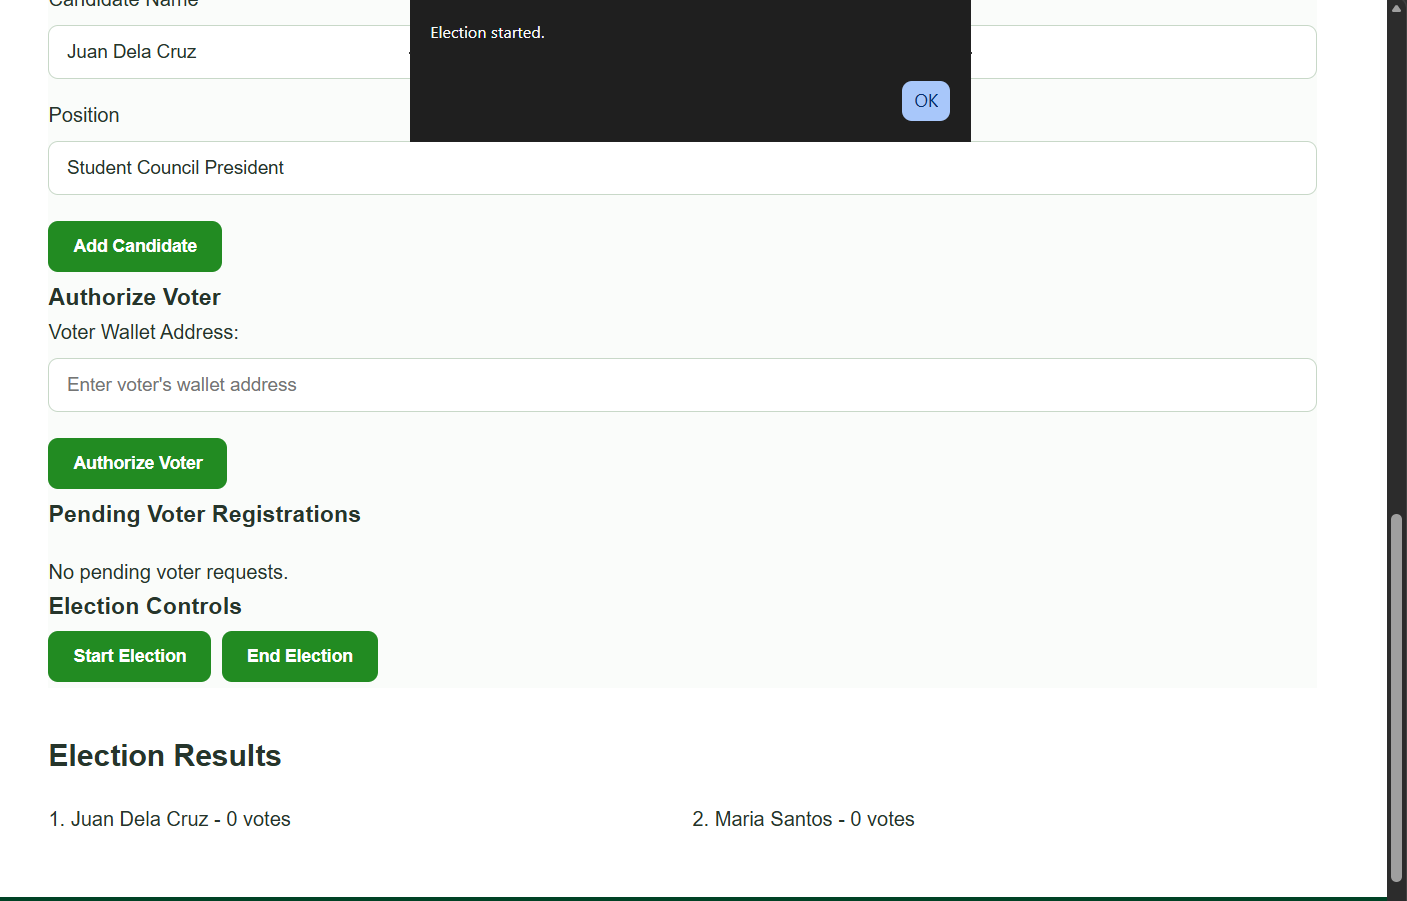 Candidate Name
Election started.
Juan Dela Cruz
OK
Position
Student Council President
Add Candidate
Authorize Voter
Voter Wallet Address:
Enter voter's wallet address
Authorize Voter
Pending Voter Registrations
No pending voter requests.
Election Controls
Start Election End Election
Election Results
1. Juan Dela Cruz - 0 votes 2. Maria Santos - 0 votes